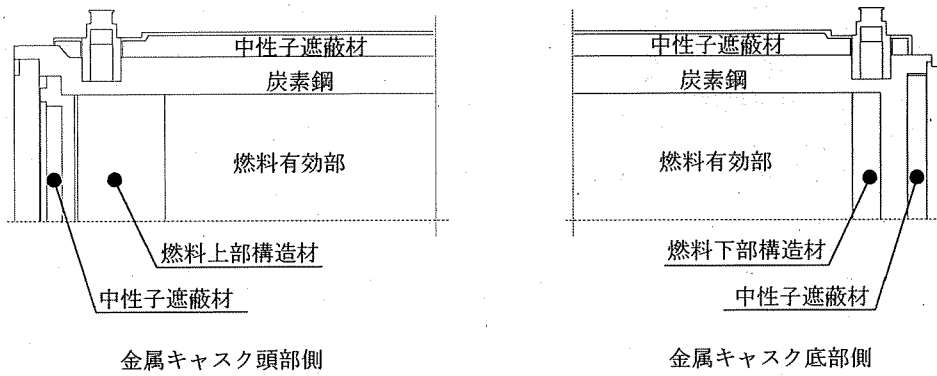 中性子遮蔽材
炭素鋼
燃料有効部
燃料上部構造材
中性子遮蔽材
金属キャスク頭部側
中性子遮蔽材
炭素鋼
燃料有効部
燃料下部構造材
中性子遮蔽材
金属キャスク底部側